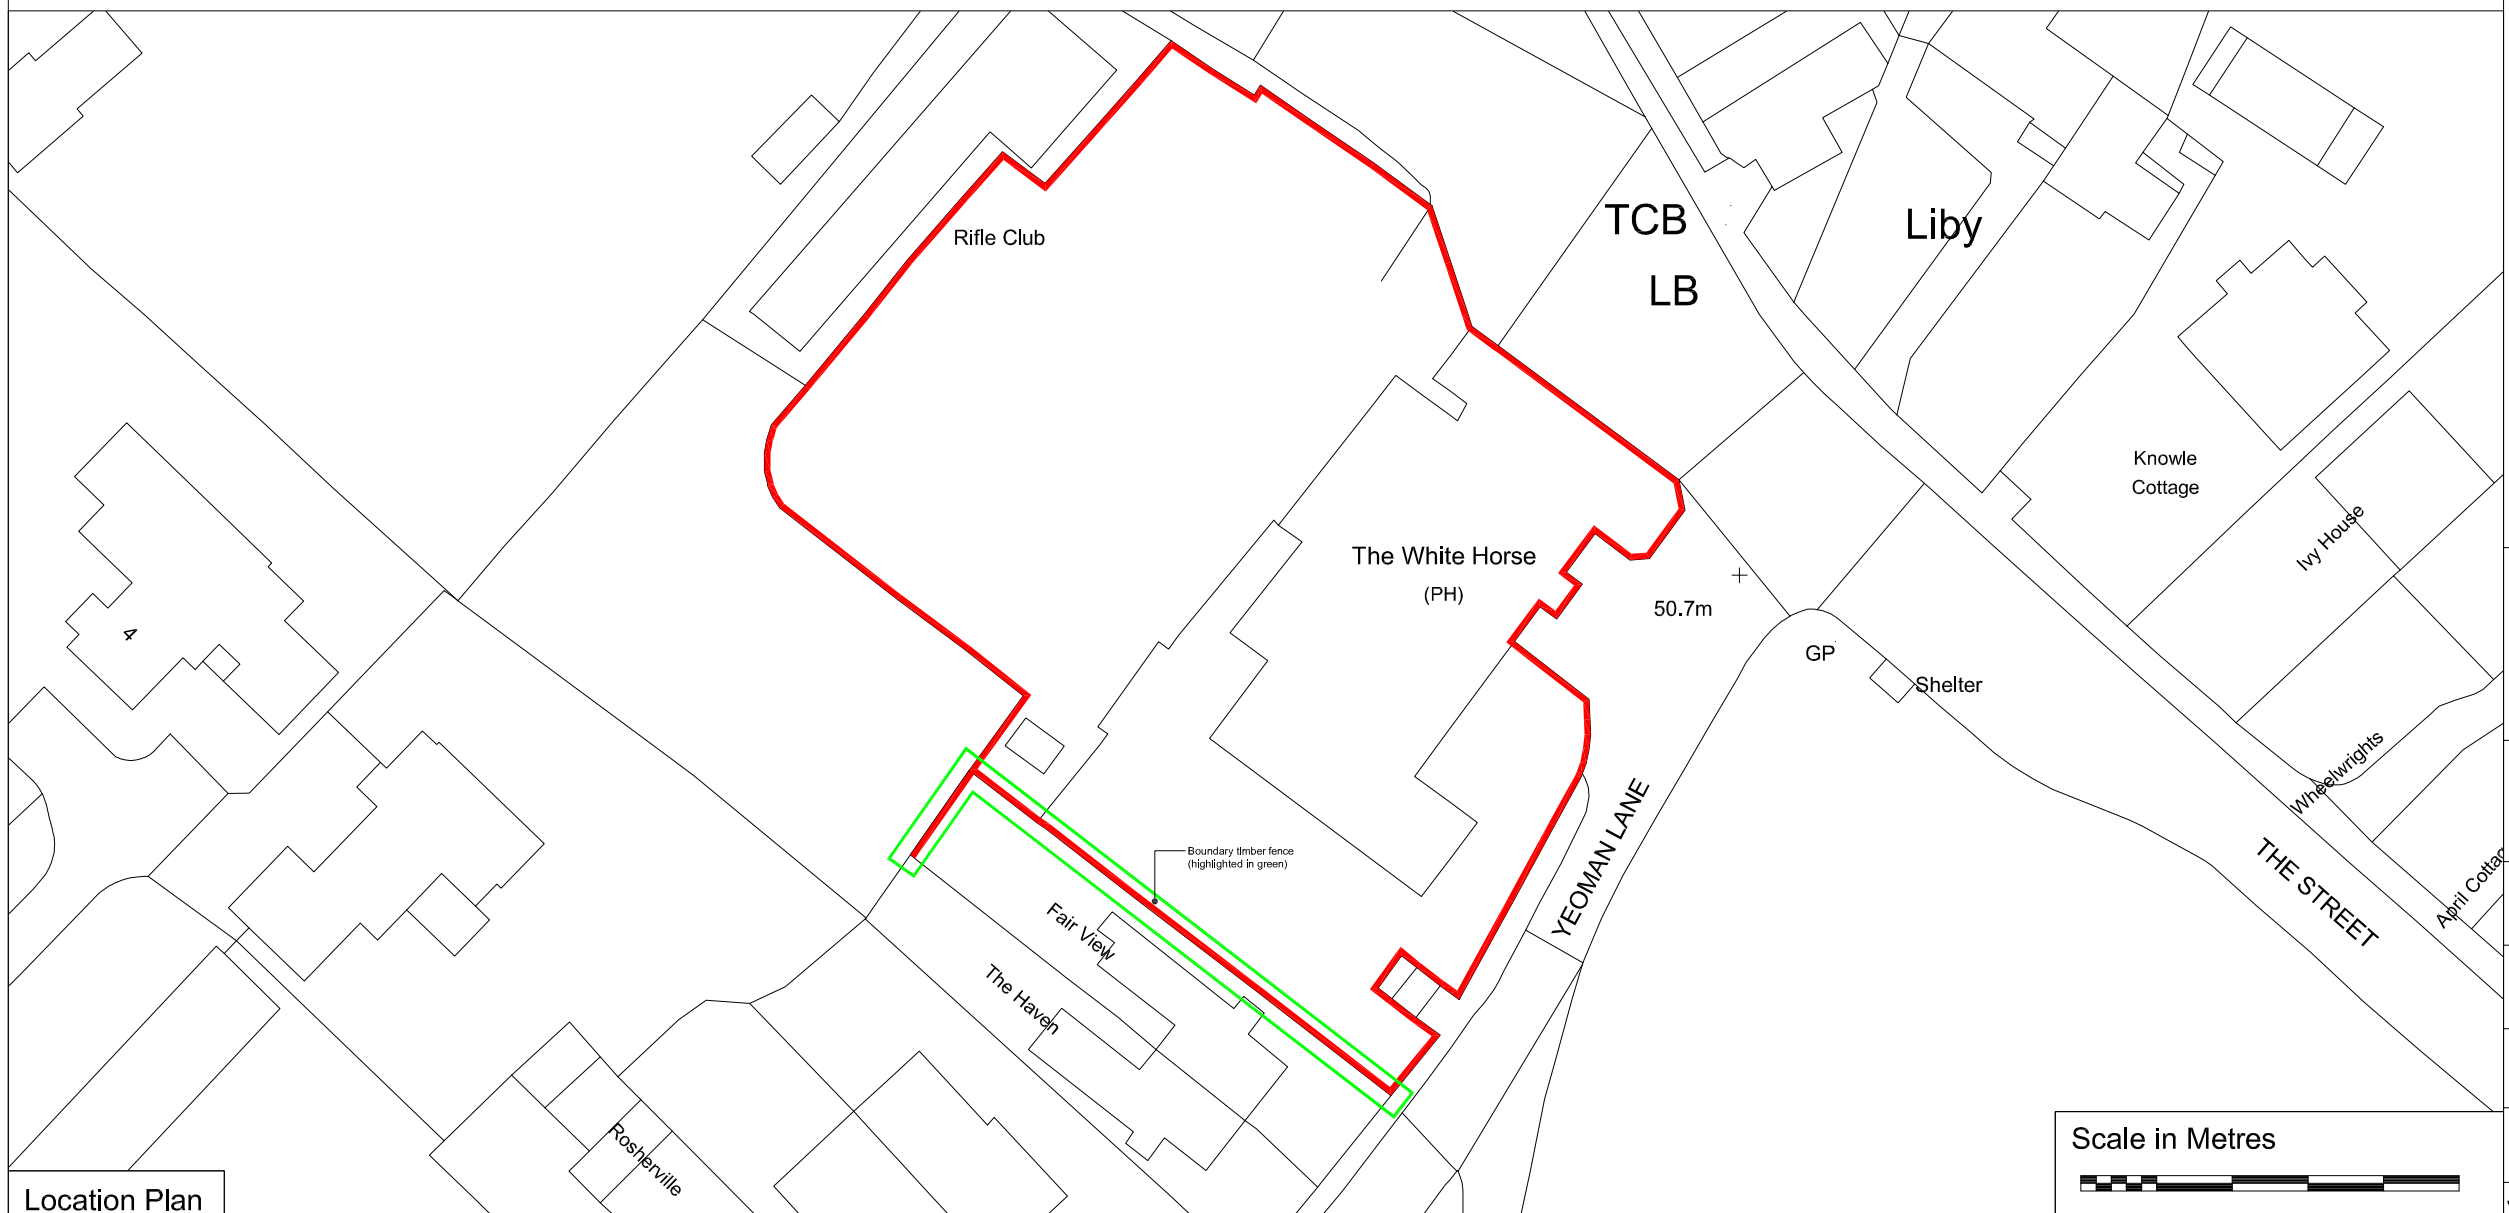 TCB
Liby
Rifle Club
LB
Knowle
Cottage
Ivy House
The White Horse
(PH)
50.7m
4
GP
Shelter
Wheelwrights
YEOMAN LANE
Boundary timber fence
(highlighted in green)
THE STREET
April Cottag
Fair View
The Haven
Rosherville
Scale in Metres
Location Plan